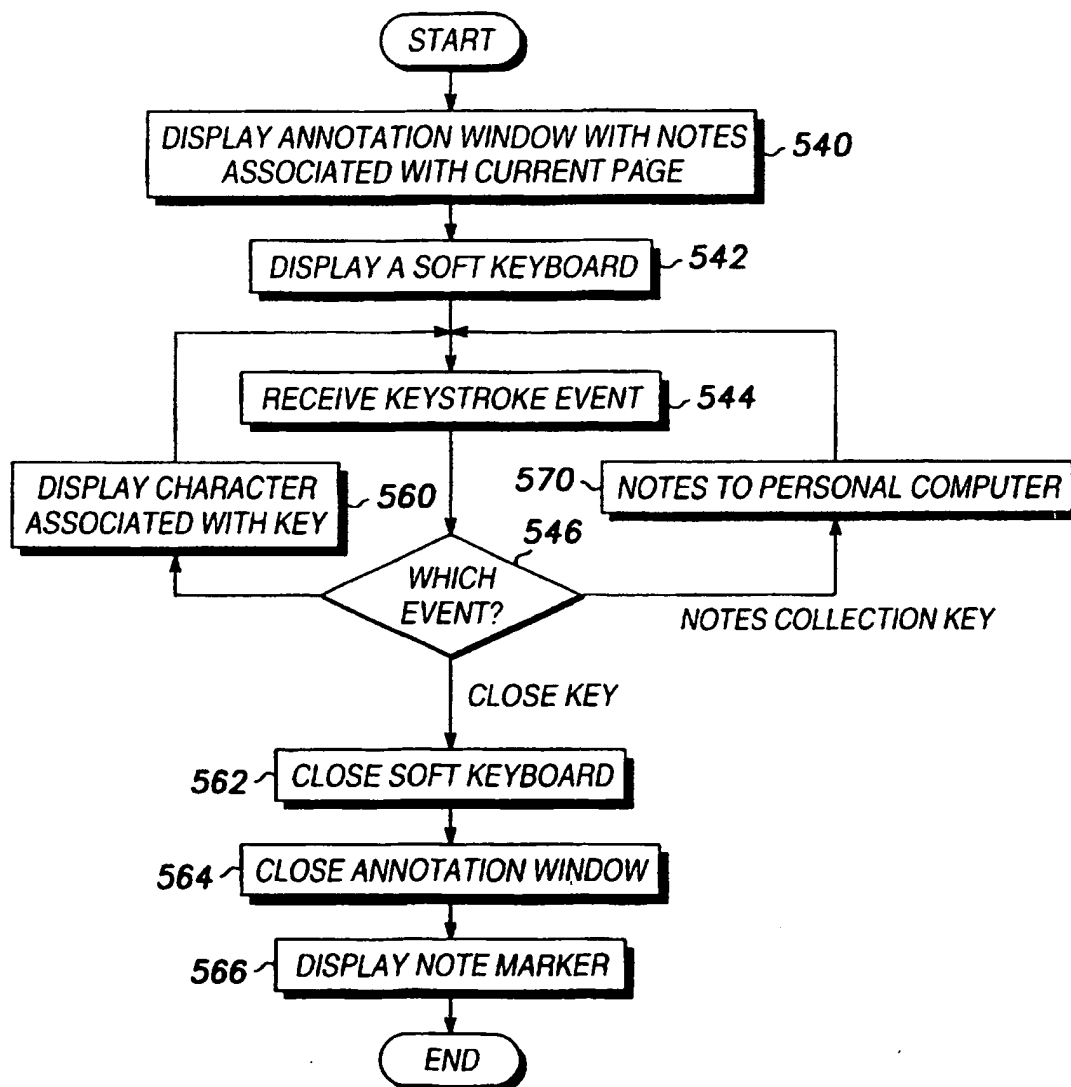 START
DISPLAY ANNOTATION WINDOW WITH NOTES
ASSOCIATED WITH CURRENT PAGE
540
DISPLAY A SOFT KEYBOARD
542
RECEIVE KEYSTROKE EVENT
544
DISPLAY CHARACTER
ASSOCIATED WITH KEY
560
570
NOTES TO PERSONAL COMPUTER
546
WHICH
EVENT?
NOTES COLLECTION KEY
CLOSE KEY
562
CLOSE SOFT KEYBOARD
564
CLOSE ANNOTATION WINDOW
566
DISPLAY NOTE MARKER
END